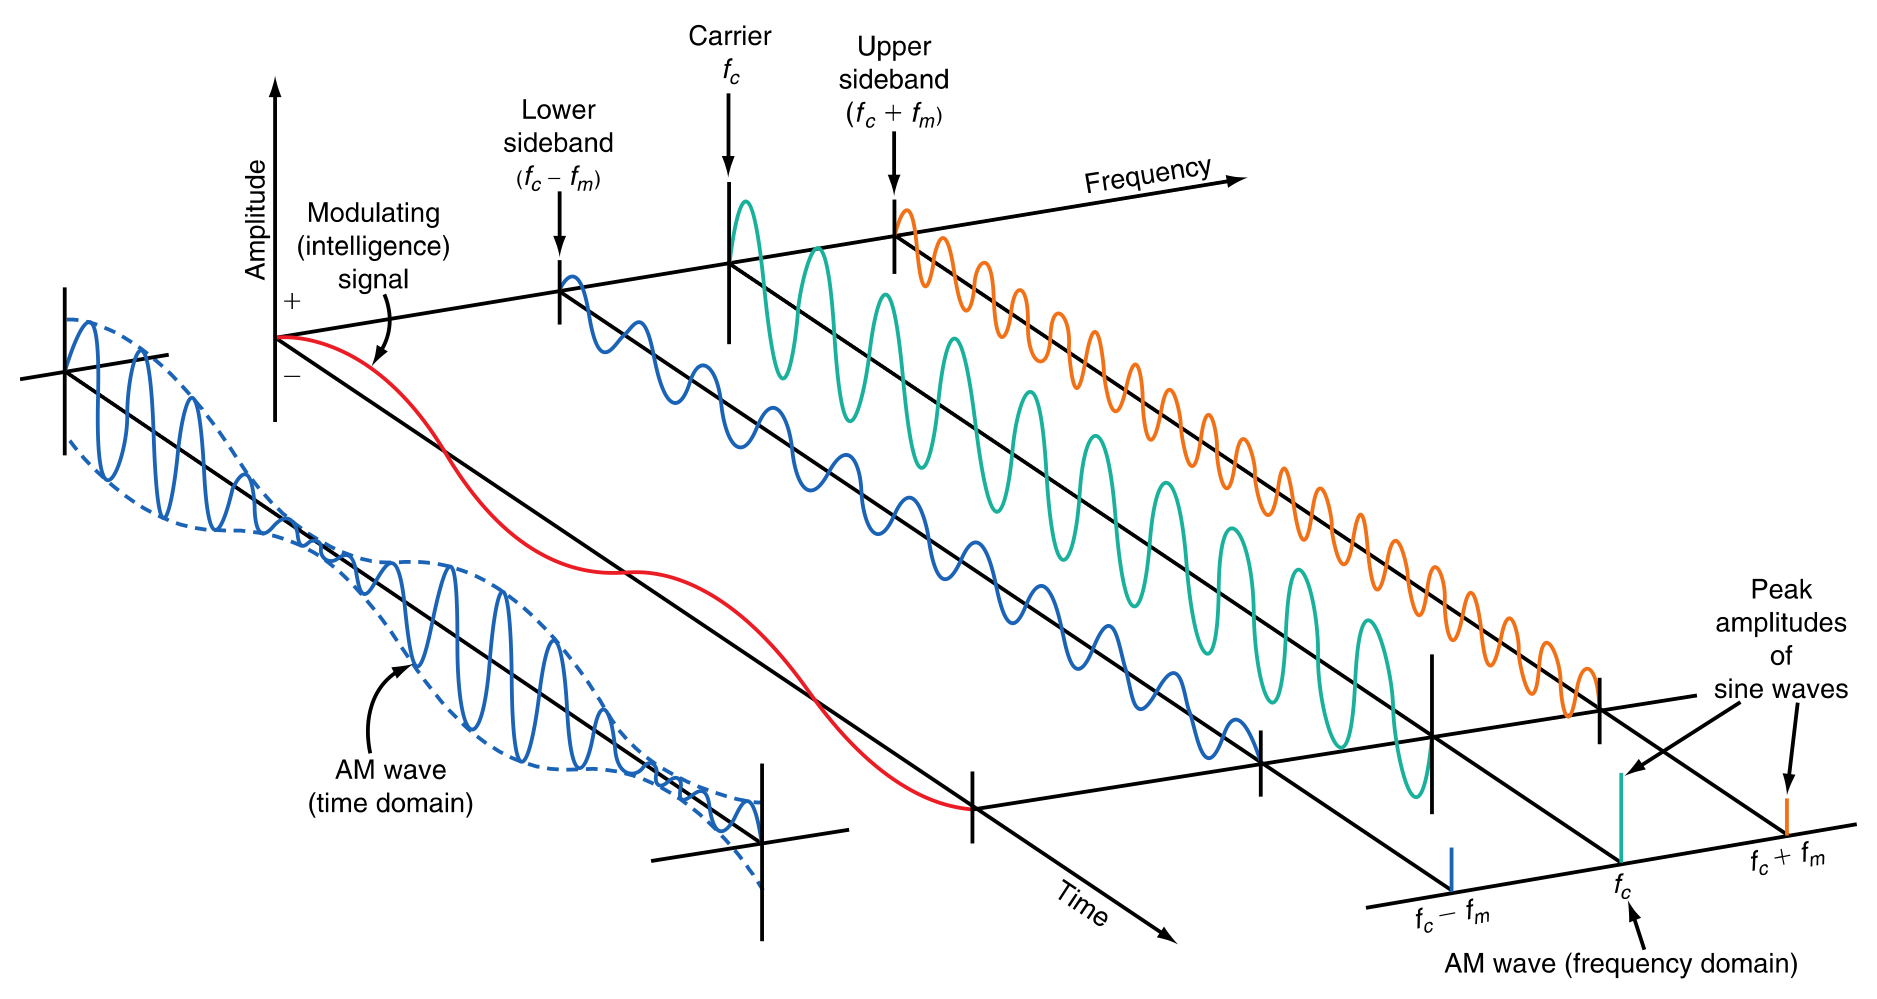 Carrier
fc
Upper
sideband
(fc + fm)
Lower
sideband
(fc – fm)
Frequency
Amplitude
Modulating
(intelligence)
signal
+
–
Peak
amplitudes
of
sine waves
AM wave
(time domain)
Time
fc + fm
fc
fc – fm
AM wave (frequency domain)